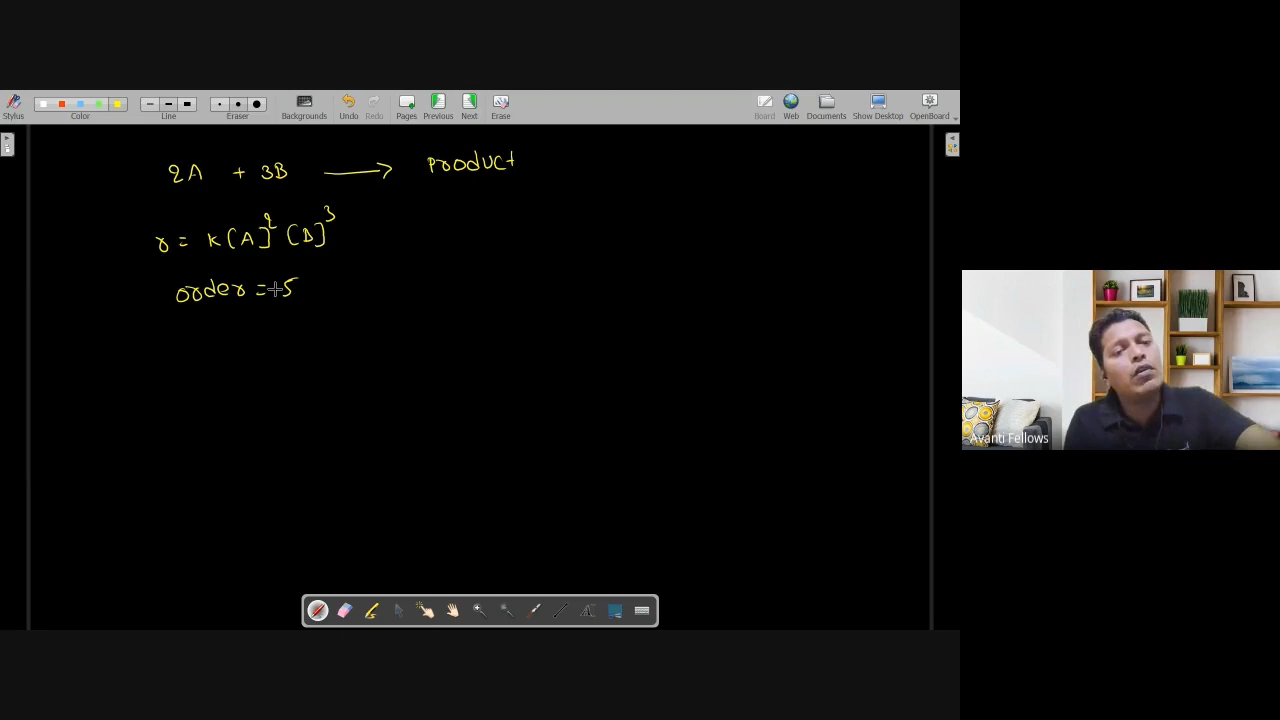 Stylus
Color
Line
Eraser
Backgrounds
Undo
Redo
Pages
Previous
Next
Erase
Board
Web
Documents
Show Desktop
OpenBoard
2A + 3B ⟶ Product
r = K[A]² [B]³
order = 5
Avanti Fellows